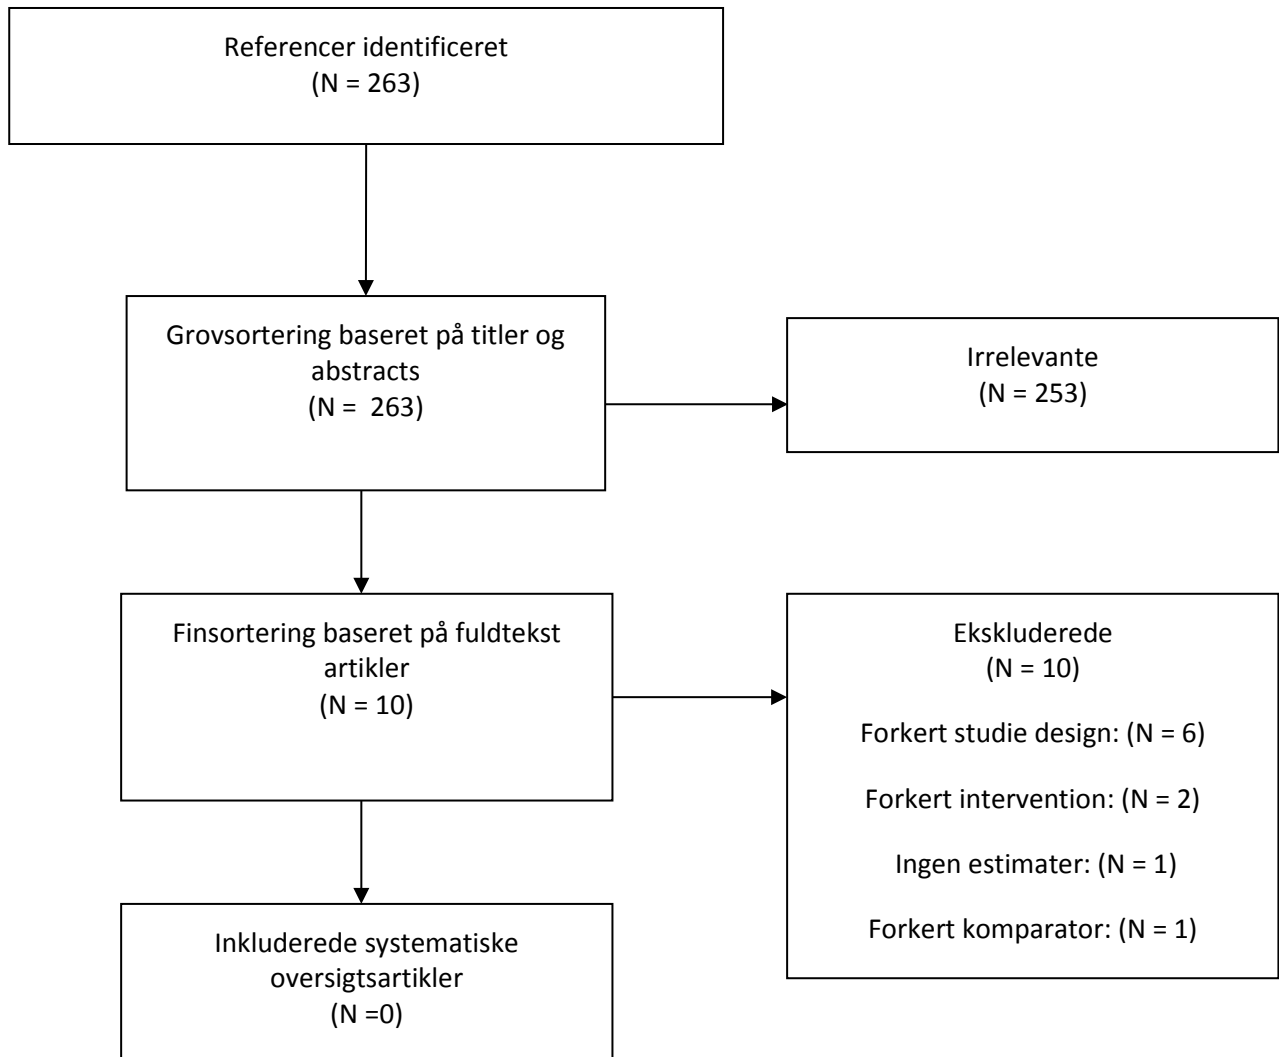 Referencer identificeret
(N = 263)
Grovsortering baseret på titler og
abstracts
(N =  263)
Irrelevante
(N = 253)
Finsortering baseret på fuldtekst
artikler
(N = 10)
Ekskluderede
(N = 10)
Forkert studie design: (N = 6)
Forkert intervention: (N = 2)
Ingen estimater: (N = 1)
Forkert komparator: (N = 1)
Inkluderede systematiske
oversigtsartikler
(N =0)